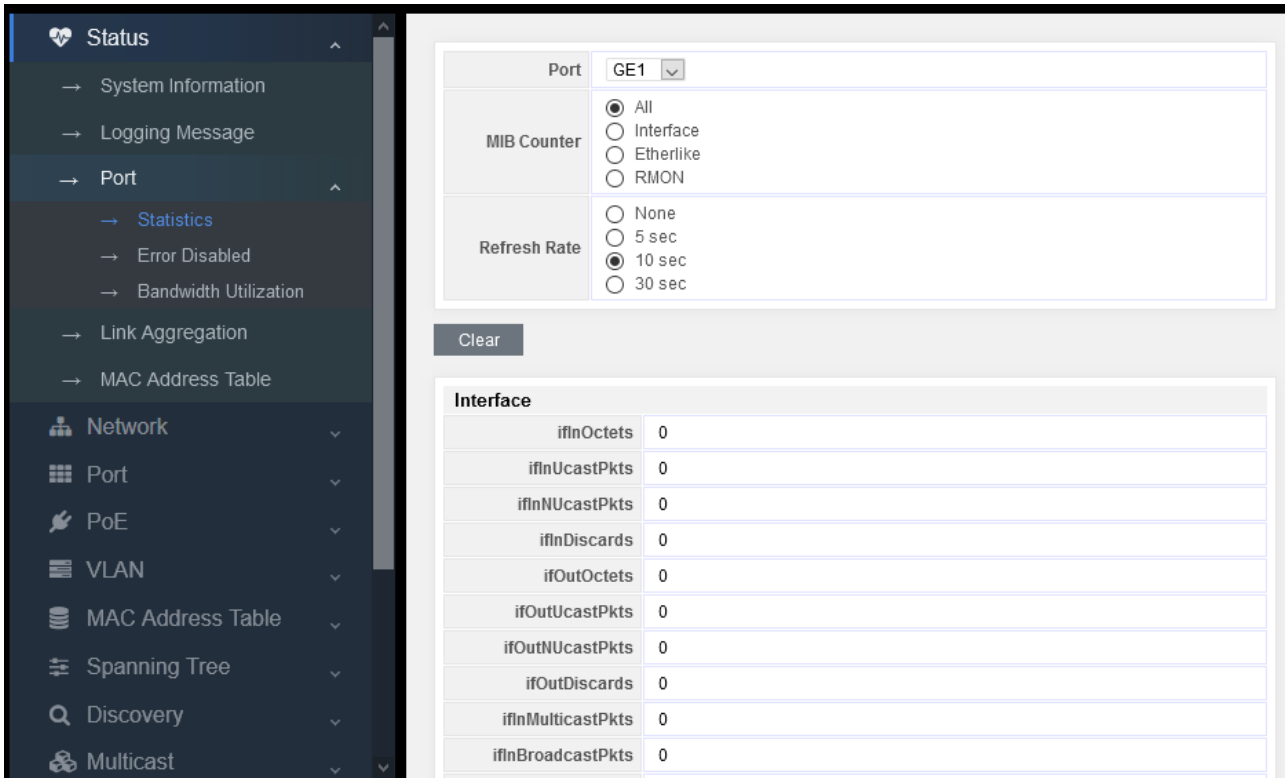 Status
System Information
Logging Message
Port
Statistics
Error Disabled
Bandwidth Utilization
Link Aggregation
MAC Address Table
Network
Port
PoE
VLAN
MAC Address Table
Spanning Tree
Discovery
Multicast
Port GE1
MIB Counter
All
Interface
Etherlike
RMON
Refresh Rate
None
5 sec
10 sec
30 sec
Clear
Interface
ifInOctets 0
ifInUcastPkts 0
ifInNUcastPkts 0
ifInDiscards 0
ifOutOctets 0
ifOutUcastPkts 0
ifOutNUcastPkts 0
ifOutDiscards 0
ifInMulticastPkts 0
ifInBroadcastPkts 0